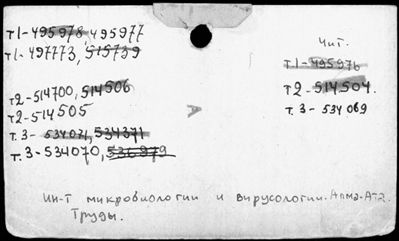 т1-495978, 495977
т1-497773, 515739
т2-514700, 514506
т2-514505
т. 3- 534071, 534371
т. 3-534070, 536979
Чит.
т1-495976
т2-514504.
т. 3- 534069
Ин-т микробиологии и вирусологии. Алма-Ата.
Труды.